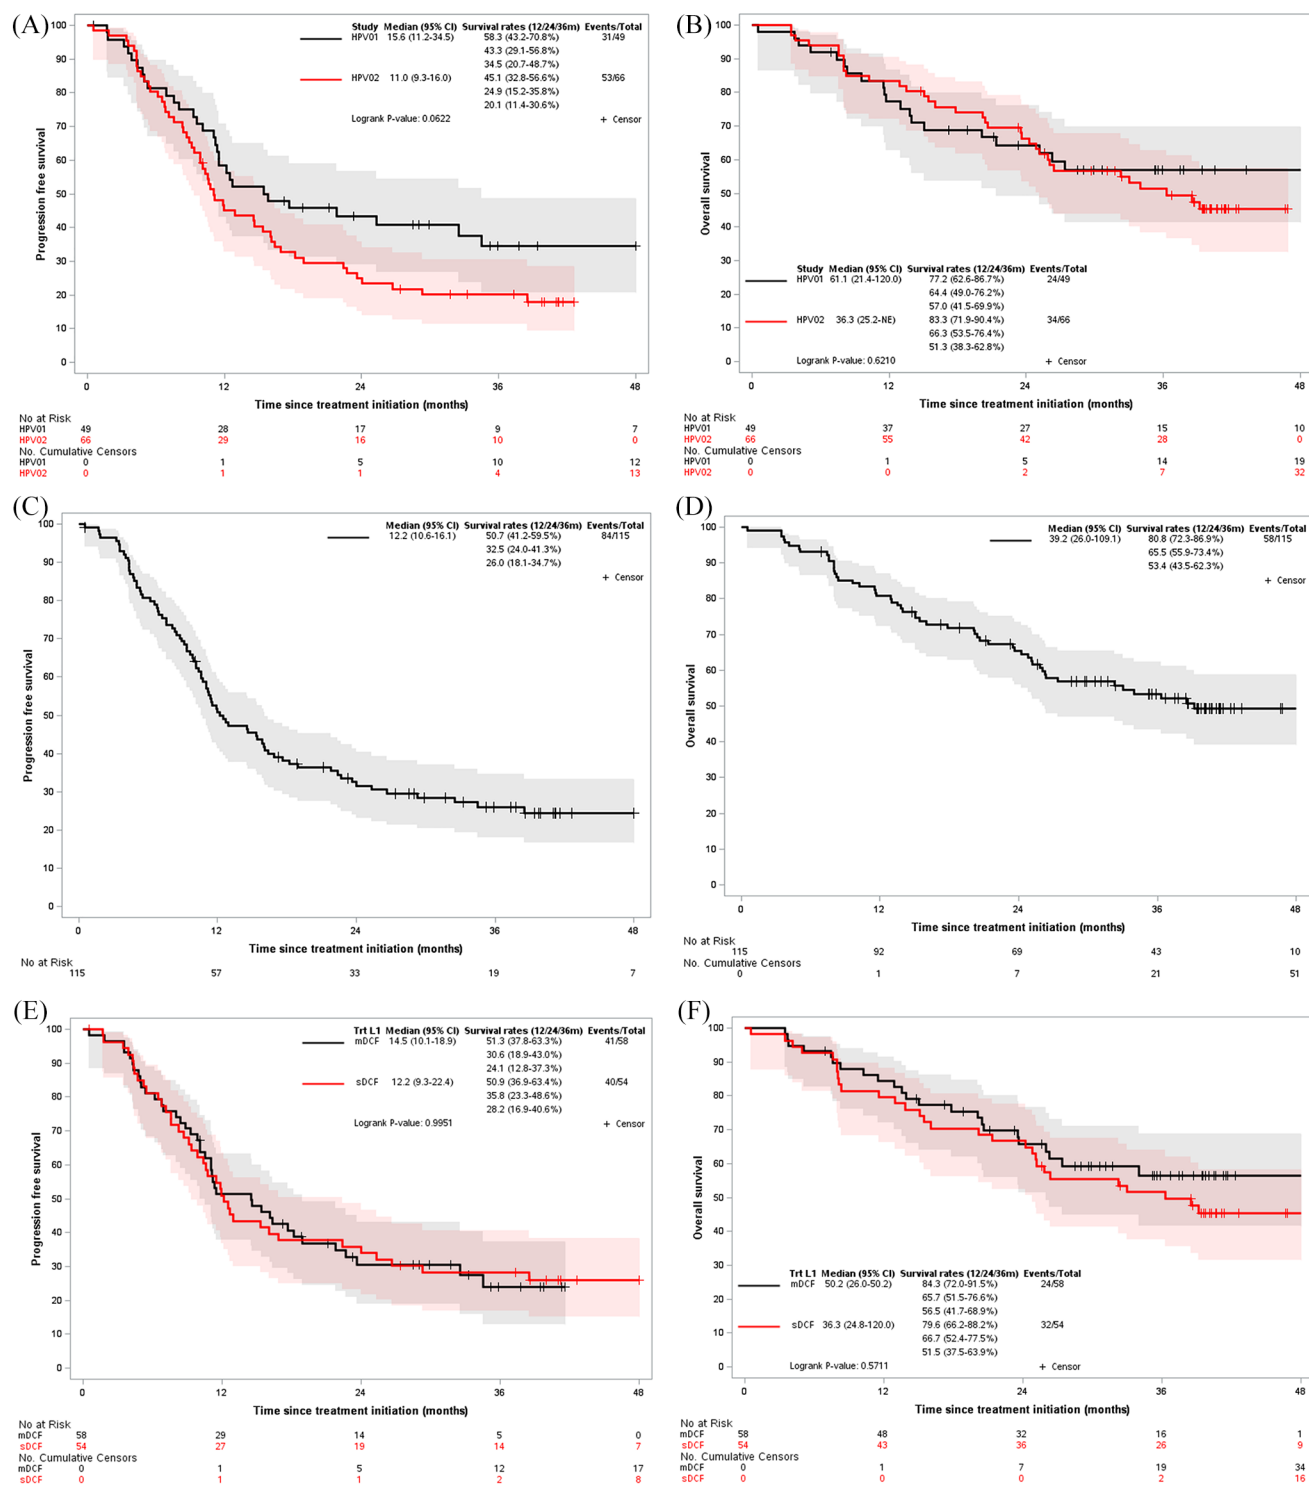 (A)
Study Median (95% CI) Survival rates (12/24/36m) Events/Total
HPV01 15.6 (11.2-34.5) 58.3 (43.2-70.8%) 31/49
43.3 (29.1-56.8%)
34.5 (20.7-48.7%)
HPV02 11.0 (9.3-16.0) 45.1 (32.8-56.6%) 53/66
24.9 (15.2-35.8%)
20.1 (11.4-30.6%)
Logrank P-value: 0.0622 + Censor
Progression free survival
100
90
80
70
60
50
40
30
20
10
0
0 12 24 36 48
Time since treatment initiation (months)
No at Risk
HPV01 49 28 17 9 7
HPV02 66 29 16 10 0
No. Cumulative Censors
HPV01 0 1 5 10 12
HPV02 0 1 1 4 13
(B)
Overall survival
100
90
80
70
60
50
40
30
20
10
0
Study Median (95% CI) Survival rates (12/24/36m) Events/Total
HPV01 61.1 (21.4-120.0) 77.2 (62.6-86.7%) 24/49
64.4 (49.0-76.2%)
57.0 (41.5-69.9%)
HPV02 36.3 (25.2-NE) 83.3 (71.9-90.4%) 34/66
66.3 (53.5-76.4%)
51.3 (38.3-62.8%)
Logrank P-value: 0.6210 + Censor
0 12 24 36 48
Time since treatment initiation (months)
No at Risk
HPV01 49 37 27 15 10
HPV02 66 55 42 28 0
No. Cumulative Censors
HPV01 0 1 5 14 19
HPV02 0 0 2 7 32
(C)
Median (95% CI) Survival rates (12/24/36m) Events/Total
12.2 (10.6-16.1) 50.7 (41.2-59.5%) 84/115
32.5 (24.0-41.3%)
26.0 (18.1-34.7%)
+ Censor
Progression free survival
100
90
80
70
60
50
40
30
20
10
0
0 12 24 36 48
Time since treatment initiation (months)
No at Risk
115 57 33 19 7
(D)
Median (95% CI) Survival rates (12/24/36m) Events/Total
39.2 (26.0-109.1) 80.8 (72.3-86.9%) 58/115
65.5 (55.9-73.4%)
53.4 (43.5-62.3%)
+ Censor
Overall survival
100
90
80
70
60
50
40
30
20
10
0
0 12 24 36 48
Time since treatment initiation (months)
No at Risk
115 92 69 43 10
No. Cumulative Censors
0 1 7 21 51
(E)
Trt L1 Median (95% CI) Survival rates (12/24/36m) Events/Total
mDCF 14.5 (10.1-18.9) 51.3 (37.8-63.3%) 41/58
30.6 (18.9-43.0%)
24.1 (12.8-37.3%)
sDCF 12.2 (9.3-22.4) 50.9 (36.9-63.4%) 40/54
35.8 (23.3-48.6%)
28.2 (16.9-40.6%)
Logrank P-value: 0.9951 + Censor
Progression free survival
100
90
80
70
60
50
40
30
20
10
0
0 12 24 36 48
Time since treatment initiation (months)
No at Risk
mDCF 58 29 14 5 0
sDCF 54 27 19 14 7
No. Cumulative Censors
mDCF 0 1 5 12 17
sDCF 0 1 1 2 8
(F)
Overall survival
100
90
80
70
60
50
40
30
20
10
0
Trt L1 Median (95% CI) Survival rates (12/24/36m) Events/Total
mDCF 50.2 (26.0-50.2) 84.3 (72.0-91.5%) 24/58
65.7 (51.5-76.6%)
56.5 (41.7-68.9%)
sDCF 36.3 (24.8-120.0) 79.6 (66.2-88.2%) 32/54
66.7 (52.4-77.5%)
51.5 (37.5-63.9%)
Logrank P-value: 0.5711 + Censor
0 12 24 36 48
Time since treatment initiation (months)
No at Risk
mDCF 58 48 32 16 1
sDCF 54 43 36 26 9
No. Cumulative Censors
mDCF 0 1 7 19 34
sDCF 0 0 0 2 16